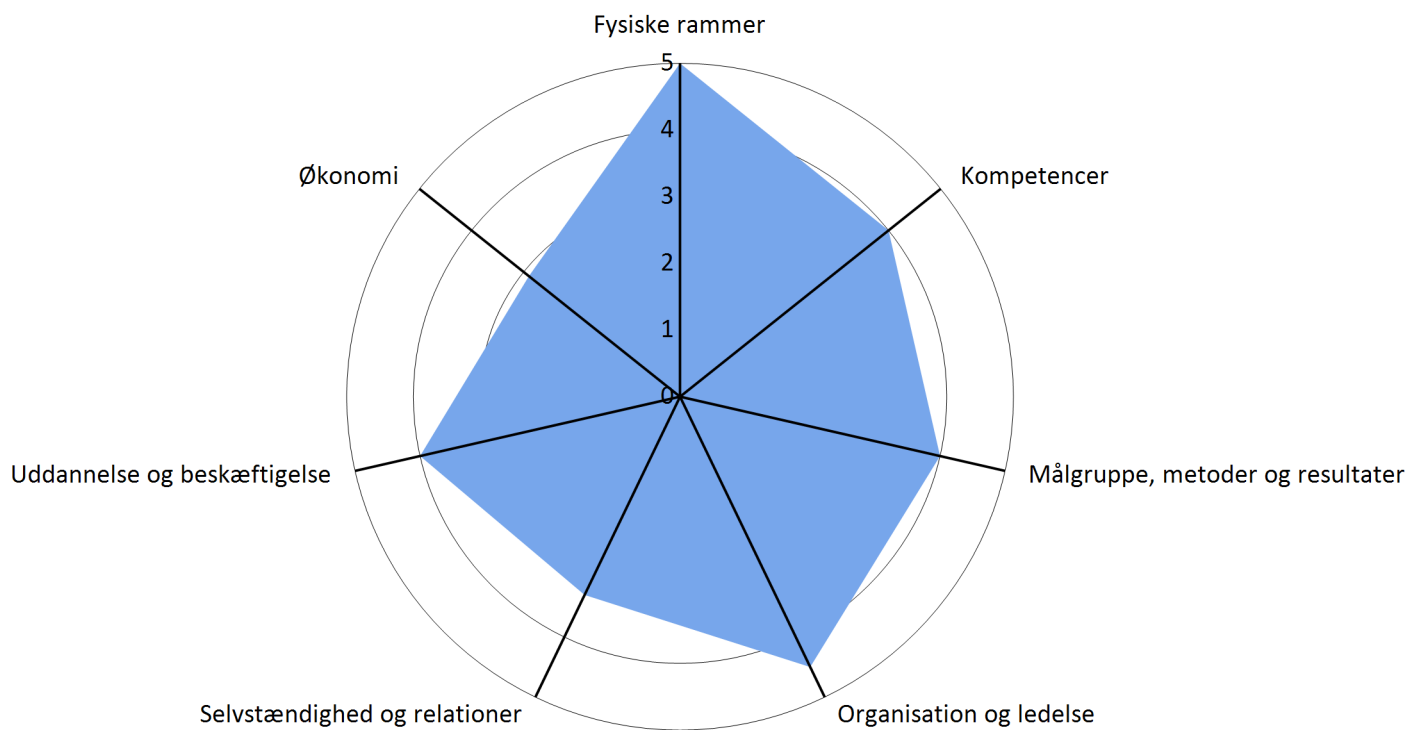 Fysiske rammer
5
4
Økonomi
Kompetencer
3
2
1
0
Uddannelse og beskæftigelse
Målgruppe, metoder og resultater
Selvstændighed og relationer
Organisation og ledelse